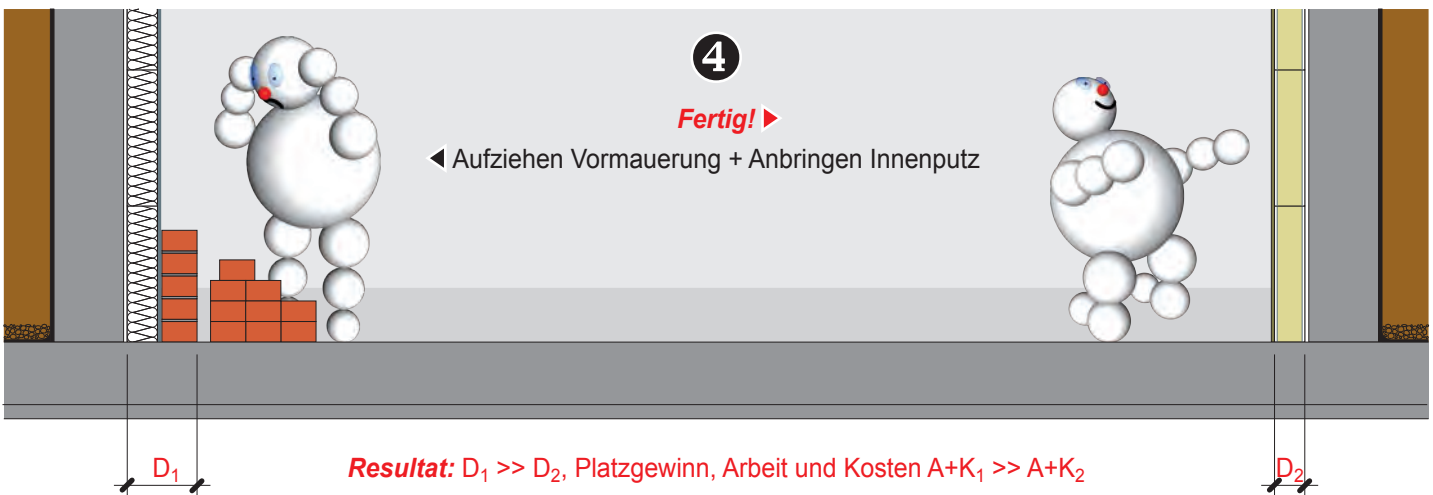 4
Fertig! ▶
◀ Aufziehen Vormauerung + Anbringen Innenputz
D₁
Resultat: D₁ >> D₂, Platzgewinn, Arbeit und Kosten A+K₁ >> A+K₂
D₂